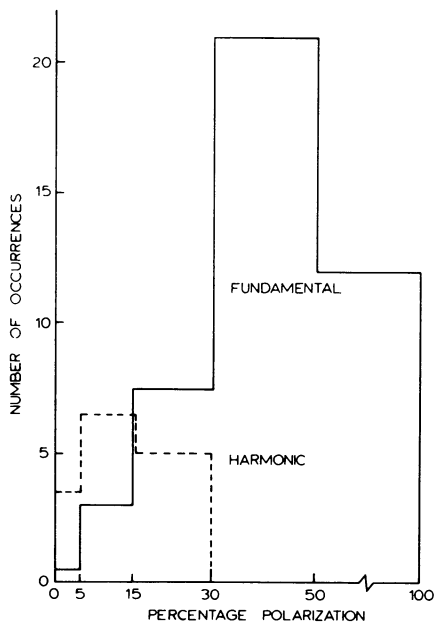 NUMBER OF OCCURRENCES
20
15
10
5
0
FUNDAMENTAL
HARMONIC
0 5 15 30 50 100
PERCENTAGE POLARIZATION